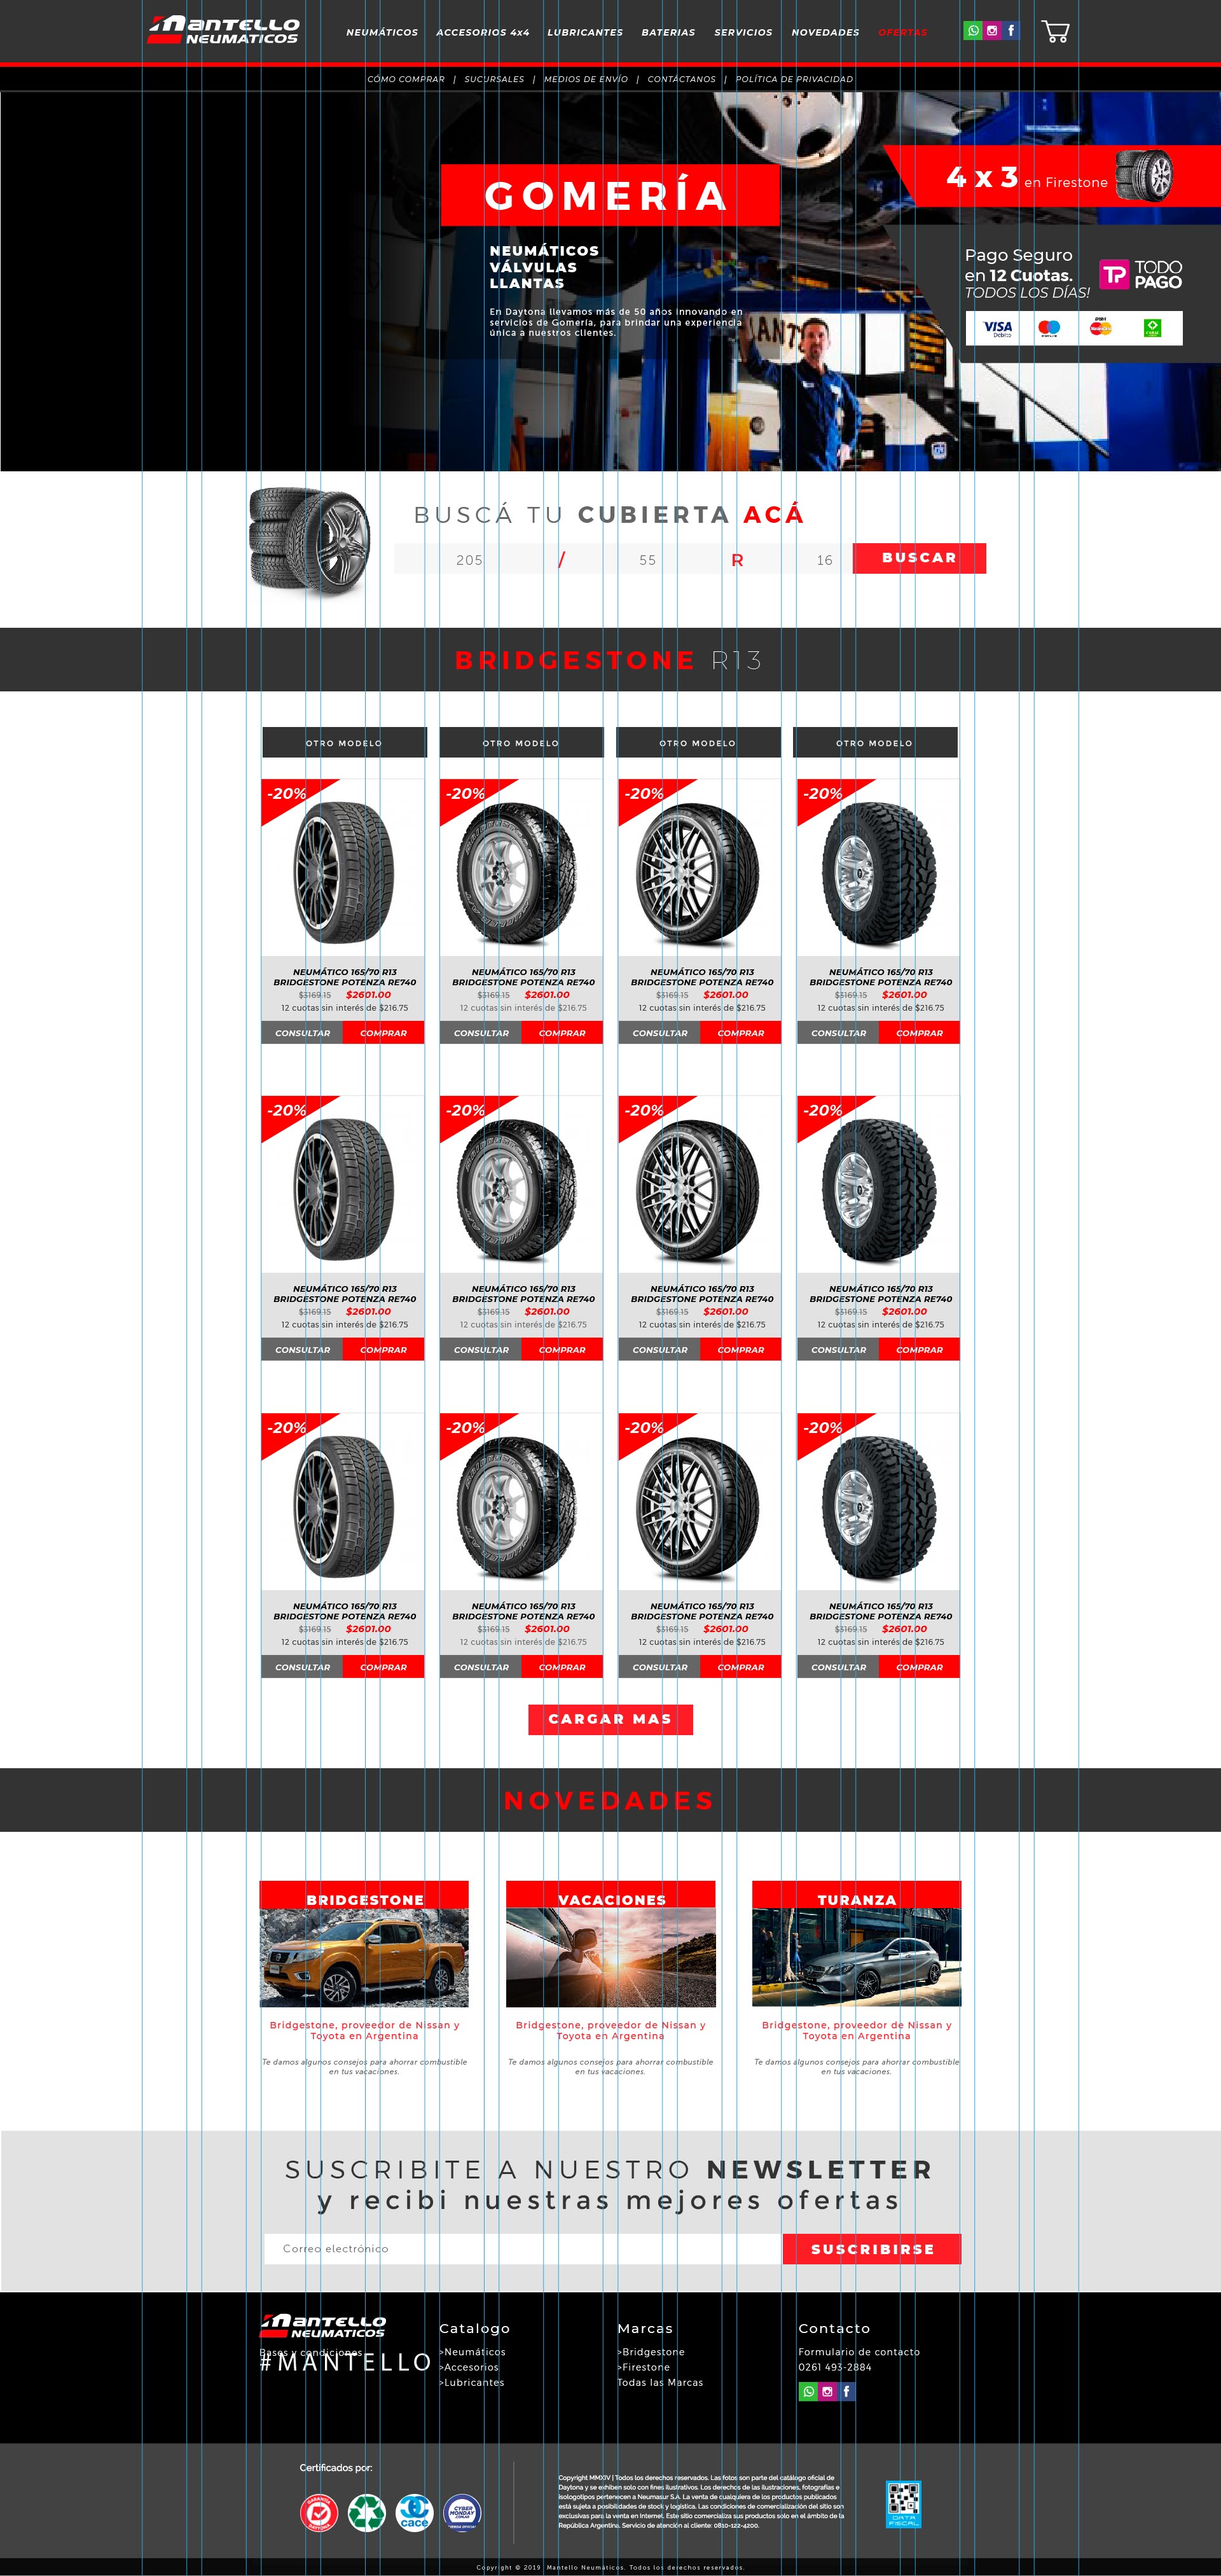 mantello
NEUMATICOS
NEUMÁTICOS ACCESORIOS 4x4 LUBRICANTES BATERIAS SERVICIOS NOVEDADES OFERTAS
CÓMO COMPRAR | SUCURSALES | MEDIOS DE ENVÍO | CONTÁCTANOS | POLÍTICA DE PRIVACIDAD
GOMERÍA
NEUMÁTICOS
VÁLVULAS
LLANTAS
En Daytona llevamos más de 50 años innovando en
servicios de Gomería, para brindar una experiencia
única a nuestros clientes.
4 x 3 en Firestone
Pago Seguro
en 12 Cuotas.
TODOS LOS DÍAS!
TP TODO
PAGO
VISA
Débito
BUSCÁ TU CUBIERTA ACÁ
205 / 55 R 16 BUSCAR
BRIDGESTONE R13
OTRO MODELO OTRO MODELO OTRO MODELO OTRO MODELO
-20% -20% -20% -20%
NEUMÁTICO 165/70 R13 NEUMÁTICO 165/70 R13 NEUMÁTICO 165/70 R13 NEUMÁTICO 165/70 R13
BRIDGESTONE POTENZA RE740 BRIDGESTONE POTENZA RE740 BRIDGESTONE POTENZA RE740 BRIDGESTONE POTENZA RE740
$3169.15 $2601.00 $3169.15 $2601.00 $3169.15 $2601.00 $3169.15 $2601.00
12 cuotas sin interés de $216.75 12 cuotas sin interés de $216.75 12 cuotas sin interés de $216.75 12 cuotas sin interés de $216.75
CONSULTAR COMPRAR CONSULTAR COMPRAR CONSULTAR COMPRAR CONSULTAR COMPRAR
-20% -20% -20% -20%
NEUMÁTICO 165/70 R13 NEUMÁTICO 165/70 R13 NEUMÁTICO 165/70 R13 NEUMÁTICO 165/70 R13
BRIDGESTONE POTENZA RE740 BRIDGESTONE POTENZA RE740 BRIDGESTONE POTENZA RE740 BRIDGESTONE POTENZA RE740
$3169.15 $2601.00 $3169.15 $2601.00 $3169.15 $2601.00 $3169.15 $2601.00
12 cuotas sin interés de $216.75 12 cuotas sin interés de $216.75 12 cuotas sin interés de $216.75 12 cuotas sin interés de $216.75
CONSULTAR COMPRAR CONSULTAR COMPRAR CONSULTAR COMPRAR CONSULTAR COMPRAR
-20% -20% -20% -20%
NEUMÁTICO 165/70 R13 NEUMÁTICO 165/70 R13 NEUMÁTICO 165/70 R13 NEUMÁTICO 165/70 R13
BRIDGESTONE POTENZA RE740 BRIDGESTONE POTENZA RE740 BRIDGESTONE POTENZA RE740 BRIDGESTONE POTENZA RE740
$3169.15 $2601.00 $3169.15 $2601.00 $3169.15 $2601.00 $3169.15 $2601.00
12 cuotas sin interés de $216.75 12 cuotas sin interés de $216.75 12 cuotas sin interés de $216.75 12 cuotas sin interés de $216.75
CONSULTAR COMPRAR CONSULTAR COMPRAR CONSULTAR COMPRAR CONSULTAR COMPRAR
CARGAR MAS
NOVEDADES
BRIDGESTONE VACACIONES TURANZA
Bridgestone, proveedor de Nissan y Bridgestone, proveedor de Nissan y Bridgestone, proveedor de Nissan y
Toyota en Argentina Toyota en Argentina Toyota en Argentina
Te damos algunos consejos para ahorrar combustible Te damos algunos consejos para ahorrar combustible Te damos algunos consejos para ahorrar combustible
en tus vacaciones. en tus vacaciones. en tus vacaciones.
SUSCRIBITE A NUESTRO NEWSLETTER
y recibi nuestras mejores ofertas
Correo electrónico SUSCRIBIRSE
mantello
NEUMATICOS
Bases y condiciones
#MANTELLO
Catalogo
>Neumáticos
>Accesorios
>Lubricantes
Marcas
>Bridgestone
>Firestone
Todas las Marcas
Contacto
Formulario de contacto
0261 493-2884
Certificados por:
GARANTIA
cace
CYBER
MONDAY
Copyright MMXIV | Todos los derechos reservados. Las fotos son parte del catálogo oficial de
Daytona y se exhiben solo con fines ilustrativos. Los derechos de las ilustraciones, fotografías e
isologotipos pertenecen a Neumasur S.A. La venta de cualquiera de los productos publicados
está sujeta a posibilidades de stock y logística. Las condiciones de comercialización del sitio son
exclusivas para la venta en Internet. Este sitio comercializa sus productos solo en el ámbito de la
República Argentina. Servicio de atención al cliente: 0810-122-4200.
DATA
FISCAL
Copyright © 2019 Mantello Neumáticos. Todos los derechos reservados.